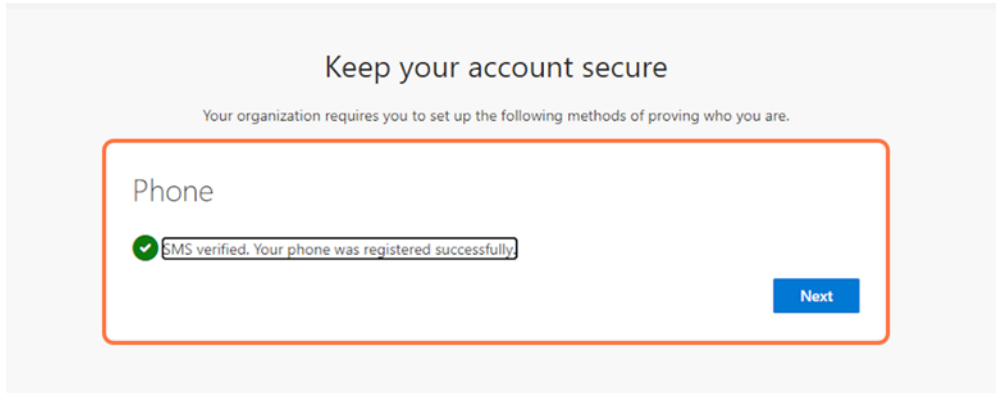 Keep your account secure
Your organization requires you to set up the following methods of proving who you are.
Phone
SMS verified. Your phone was registered successfully.
Next